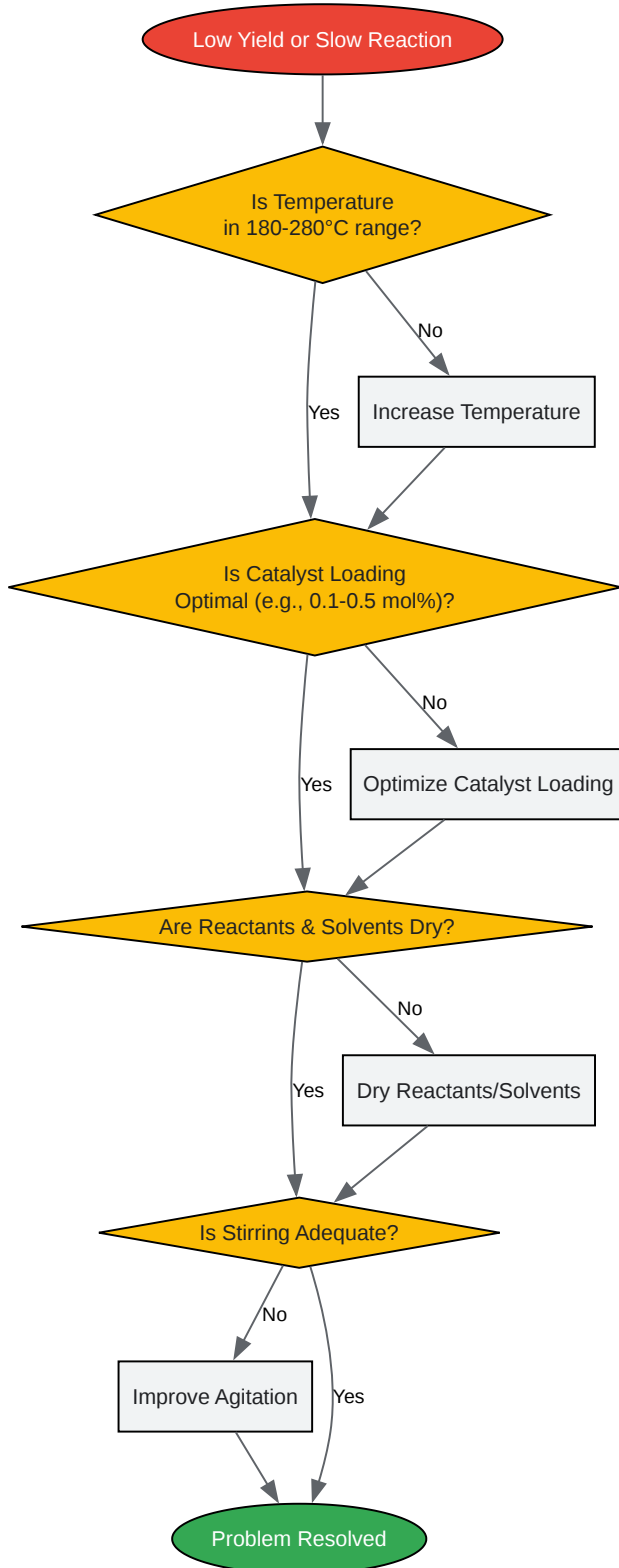 Low Yield or Slow Reaction
Is Temperature
in 180-280°C range?
No
Yes
Increase Temperature
Is Catalyst Loading
Optimal (e.g., 0.1-0.5 mol%)?
No
Yes
Optimize Catalyst Loading
Are Reactants & Solvents Dry?
No
Yes
Dry Reactants/Solvents
Is Stirring Adequate?
No
Yes
Improve Agitation
Problem Resolved